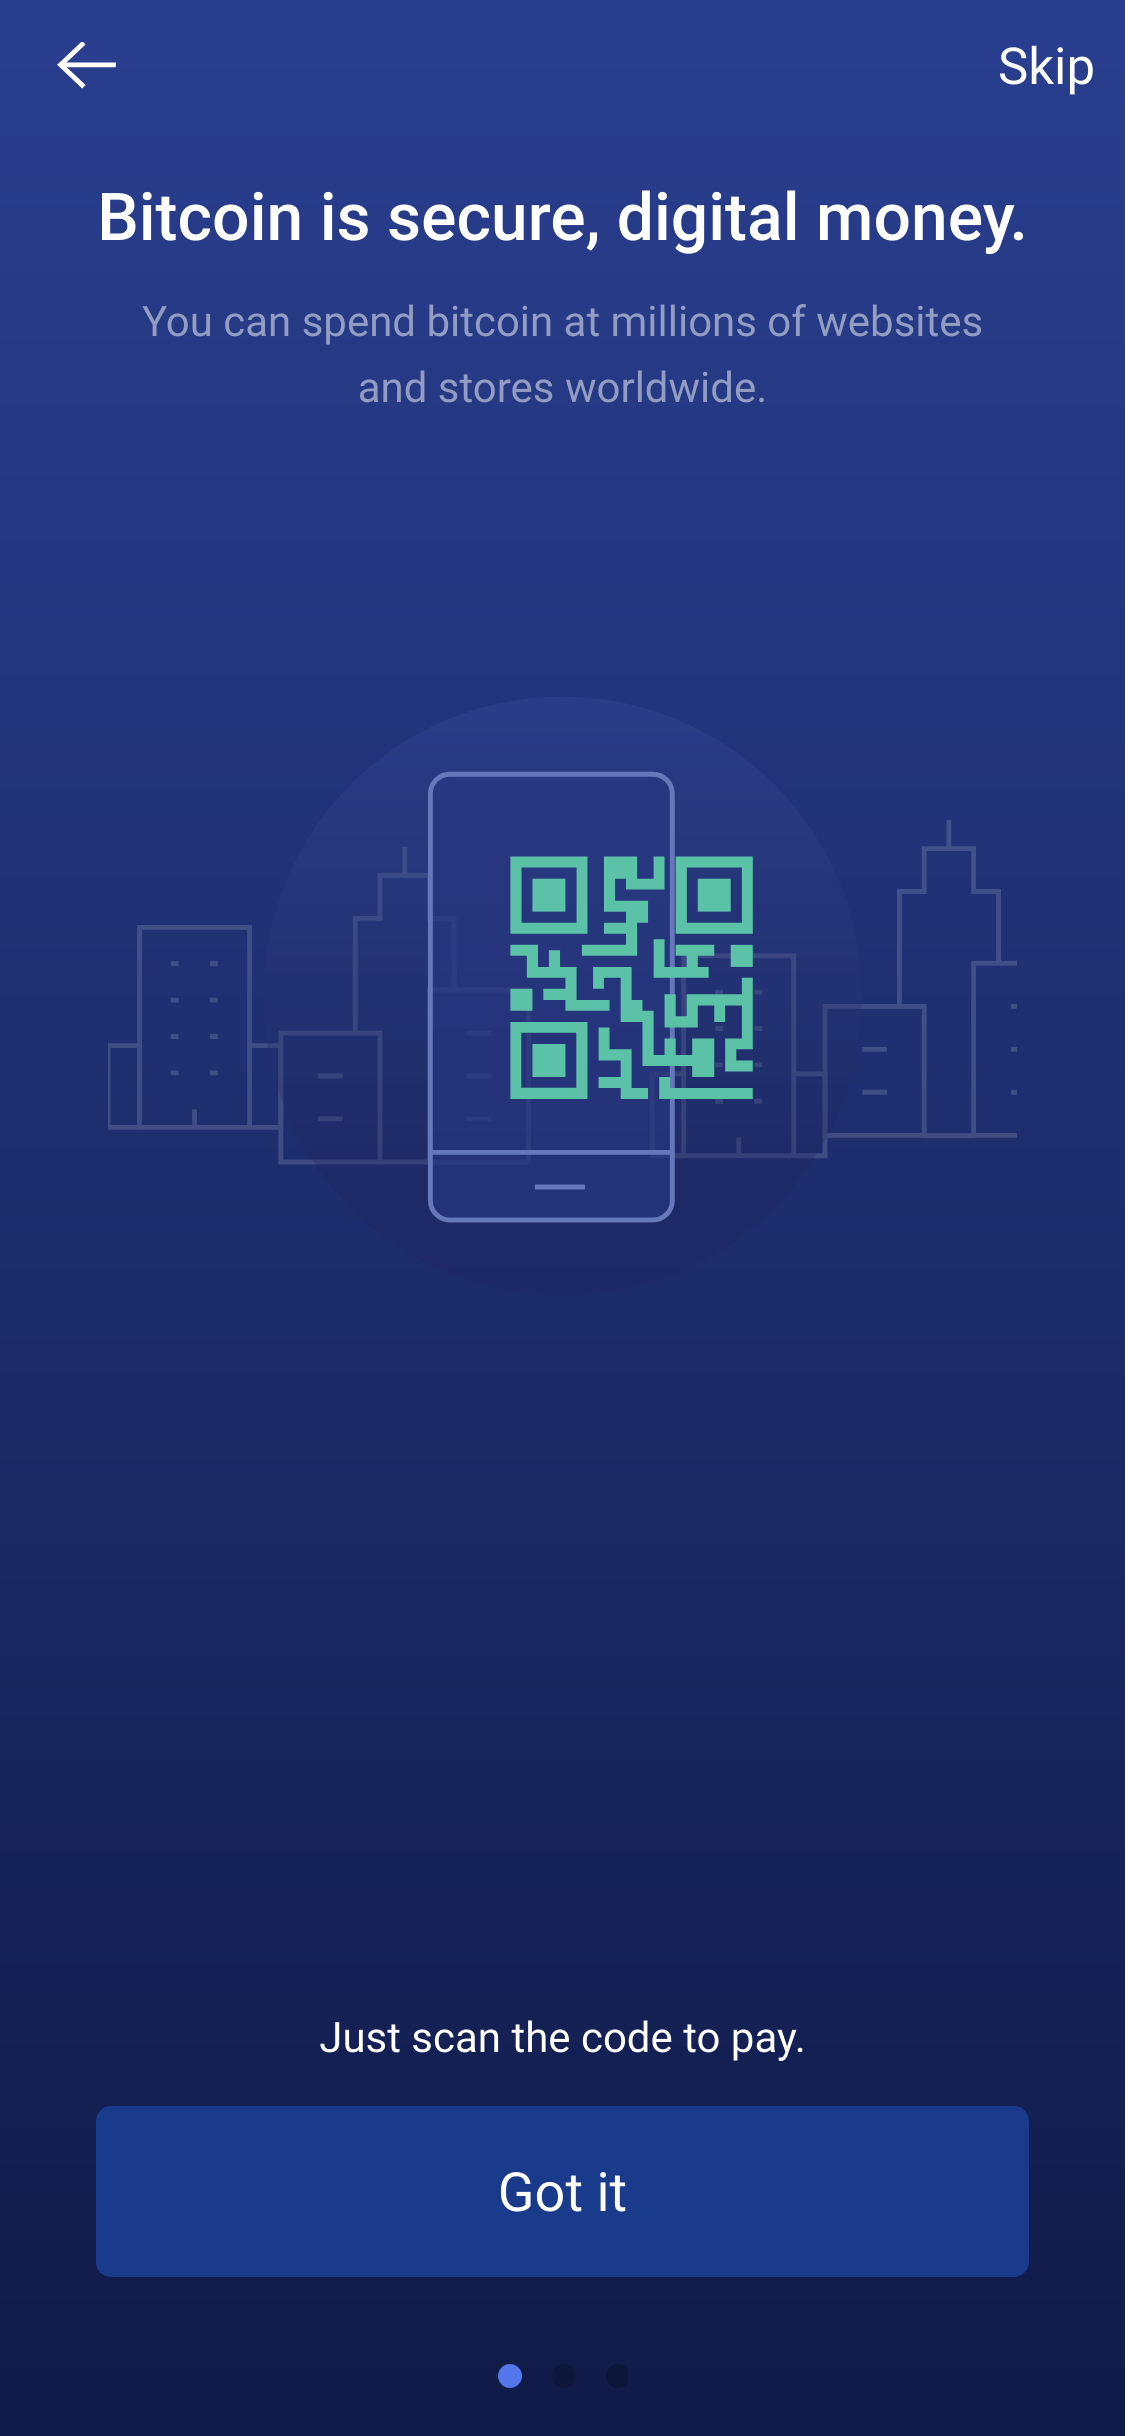 Skip
Bitcoin is secure, digital money.
You can spend bitcoin at millions of websites
and stores worldwide.
Just scan the code to pay.
Got it